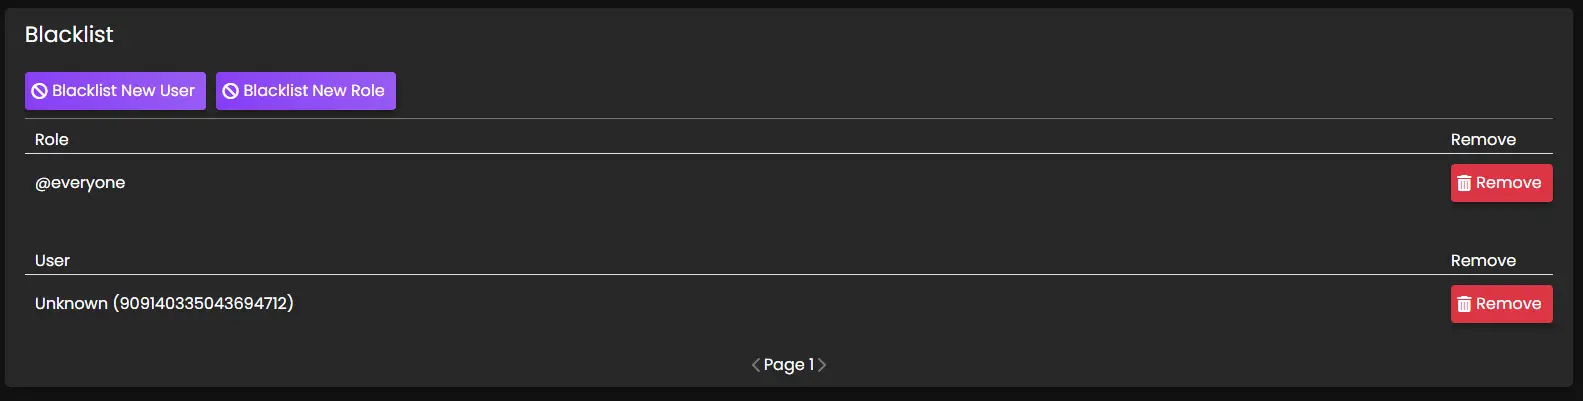 Blacklist
Blacklist New User Blacklist New Role
Role Remove
@everyone Remove
User Remove
Unknown (909140335043694712) Remove
Page 1